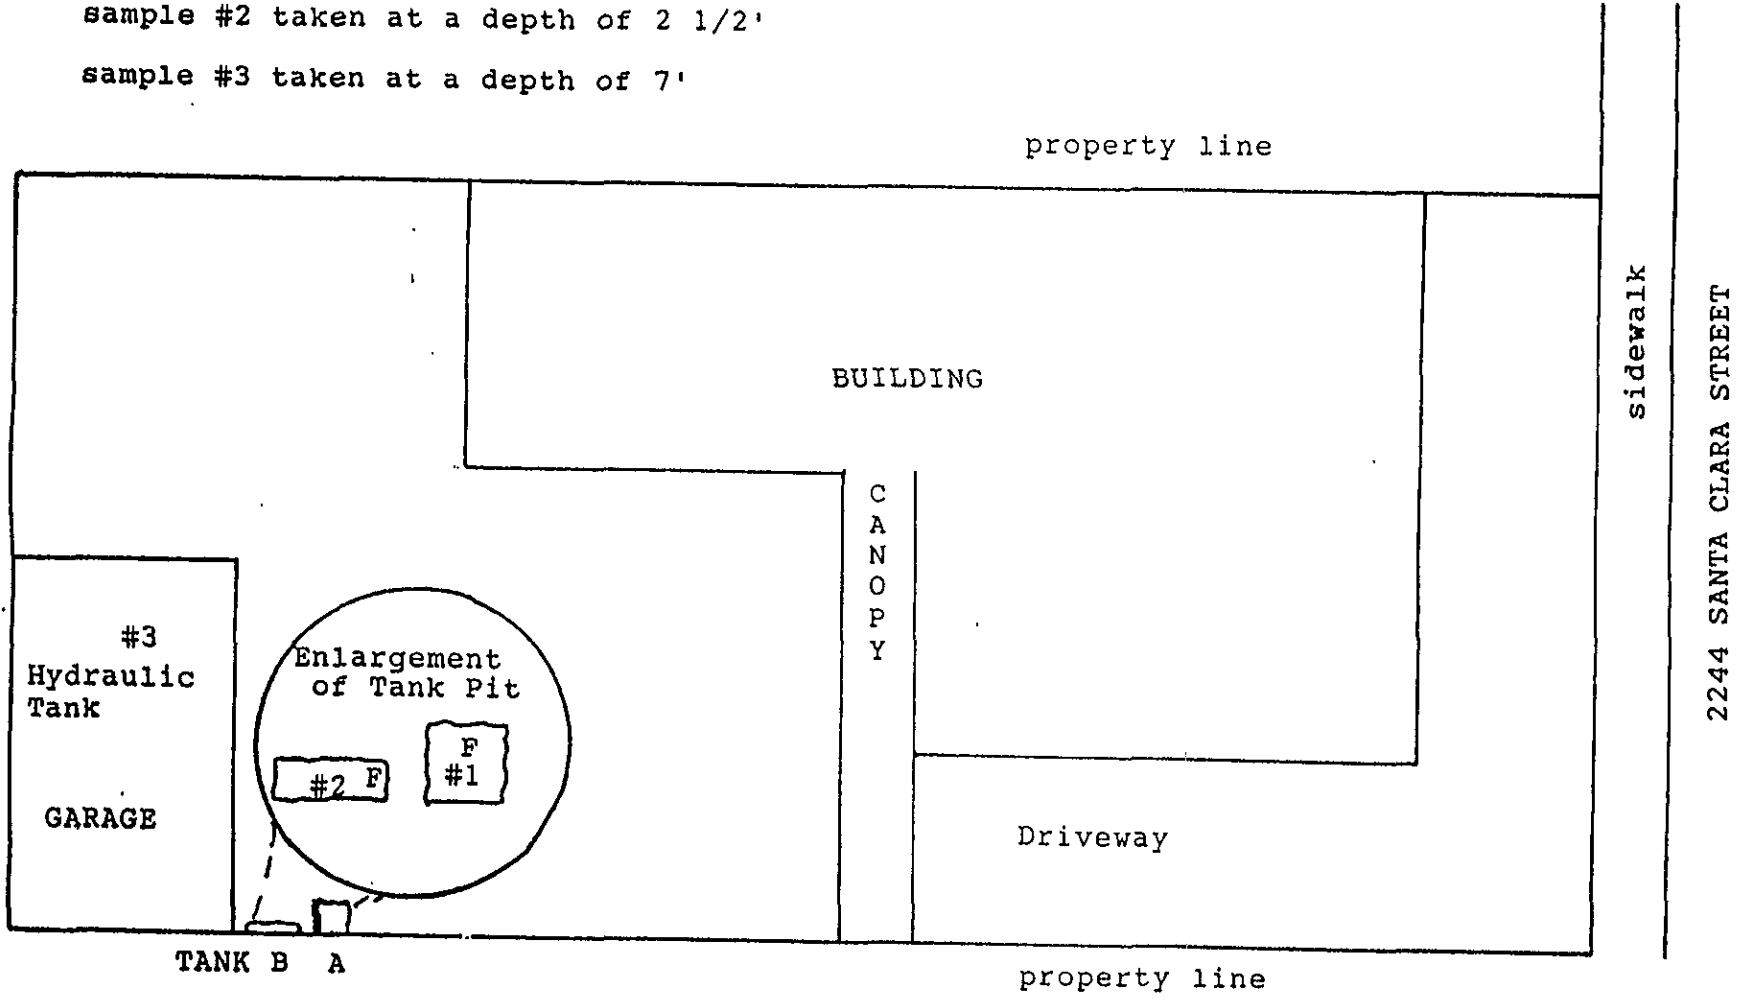 sample #2 taken at a depth of 2 1/2'
sample #3 taken at a depth of 7'
property line
sidewalk
2244 SANTA CLARA STREET
BUILDING
CANOPY
#3
Hydraulic
Tank
GARAGE
Enlargement
of Tank Pit
F
#1
#2 F
Driveway
TANK B A
property line